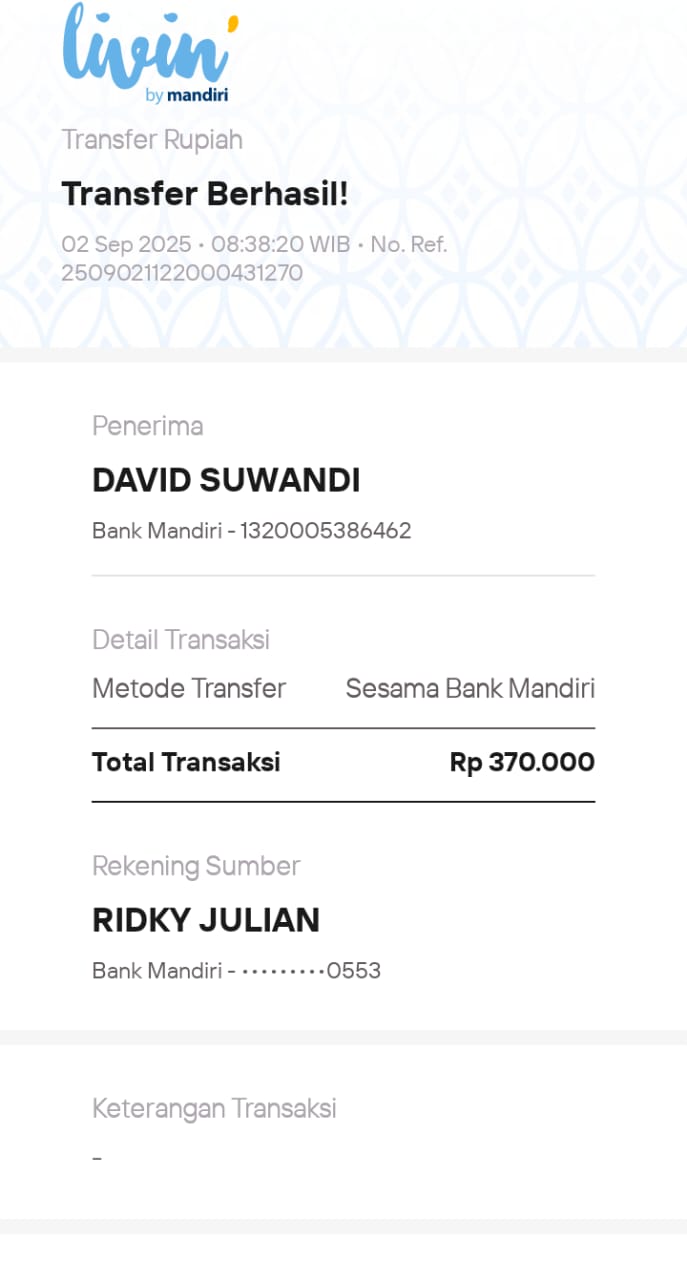 livin'
by mandiri
Transfer Rupiah
Transfer Berhasil!
02 Sep 2025 • 08:38:20 WIB • No. Ref.
2509021122000431270
Penerima
DAVID SUWANDI
Bank Mandiri - 1320005386462
Detail Transaksi
Metode Transfer Sesama Bank Mandiri
Total Transaksi Rp 370.000
Rekening Sumber
RIDKY JULIAN
Bank Mandiri - •••••••••0553
Keterangan Transaksi
-